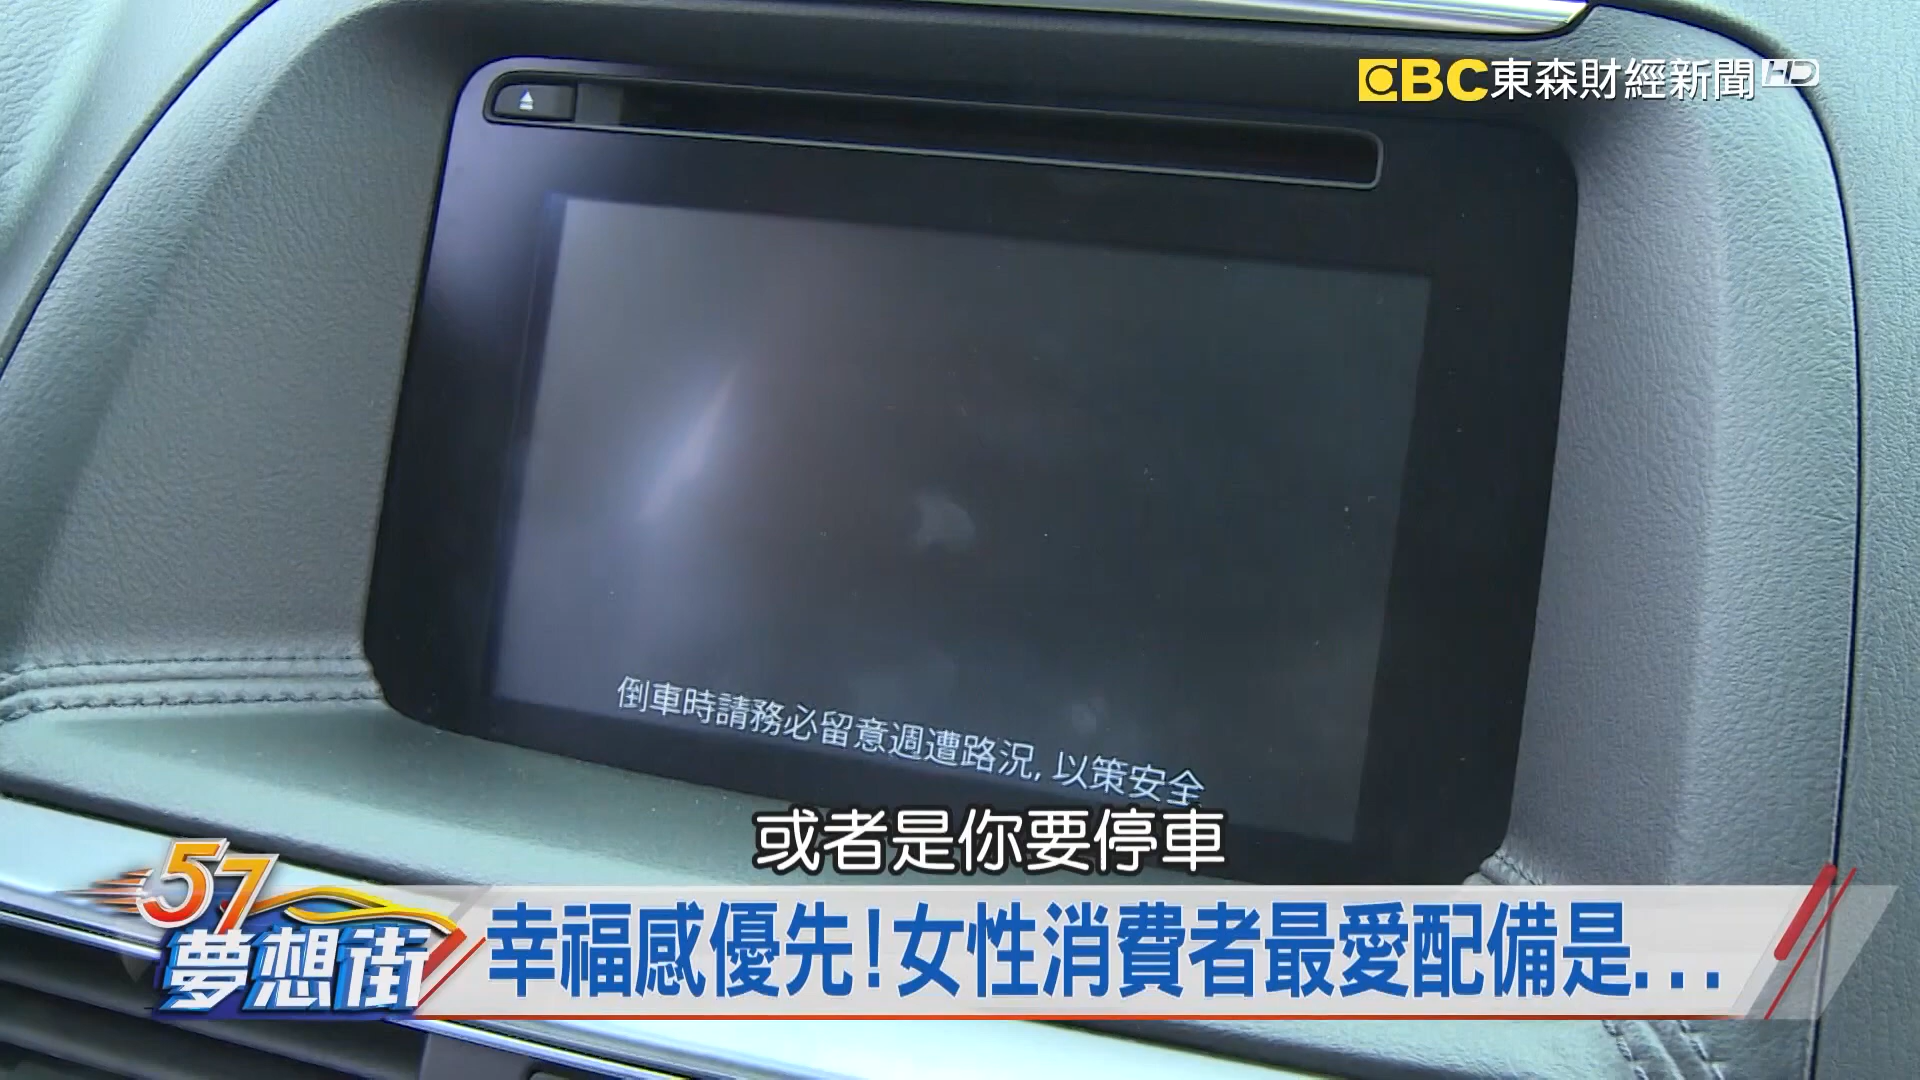 EBC東森財經新聞HD
倒車時請務必留意週遭路況, 以策安全
或者是你要停車
57
夢想街
幸福感優先!女性消費者最愛配備是...